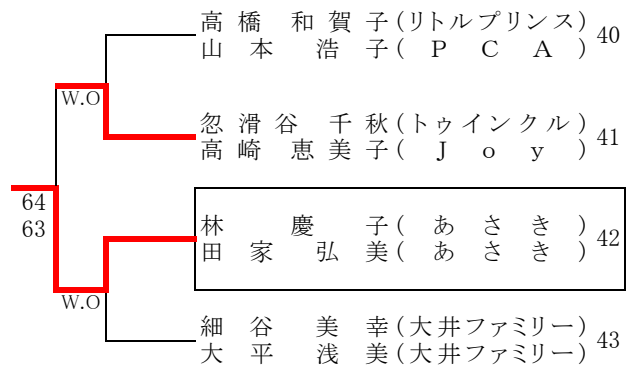 高橋 和賀子(リトルプリンス) 40
山本 浩子(PCA)
W.O
忽滑谷 千秋(トゥインクル) 41
高崎 恵美子(Joy)
64
63
林 慶子(あさき) 42
田家 弘美(あさき)
W.O
細谷 美幸(大井ファミリー) 43
大平 浅美(大井ファミリー)